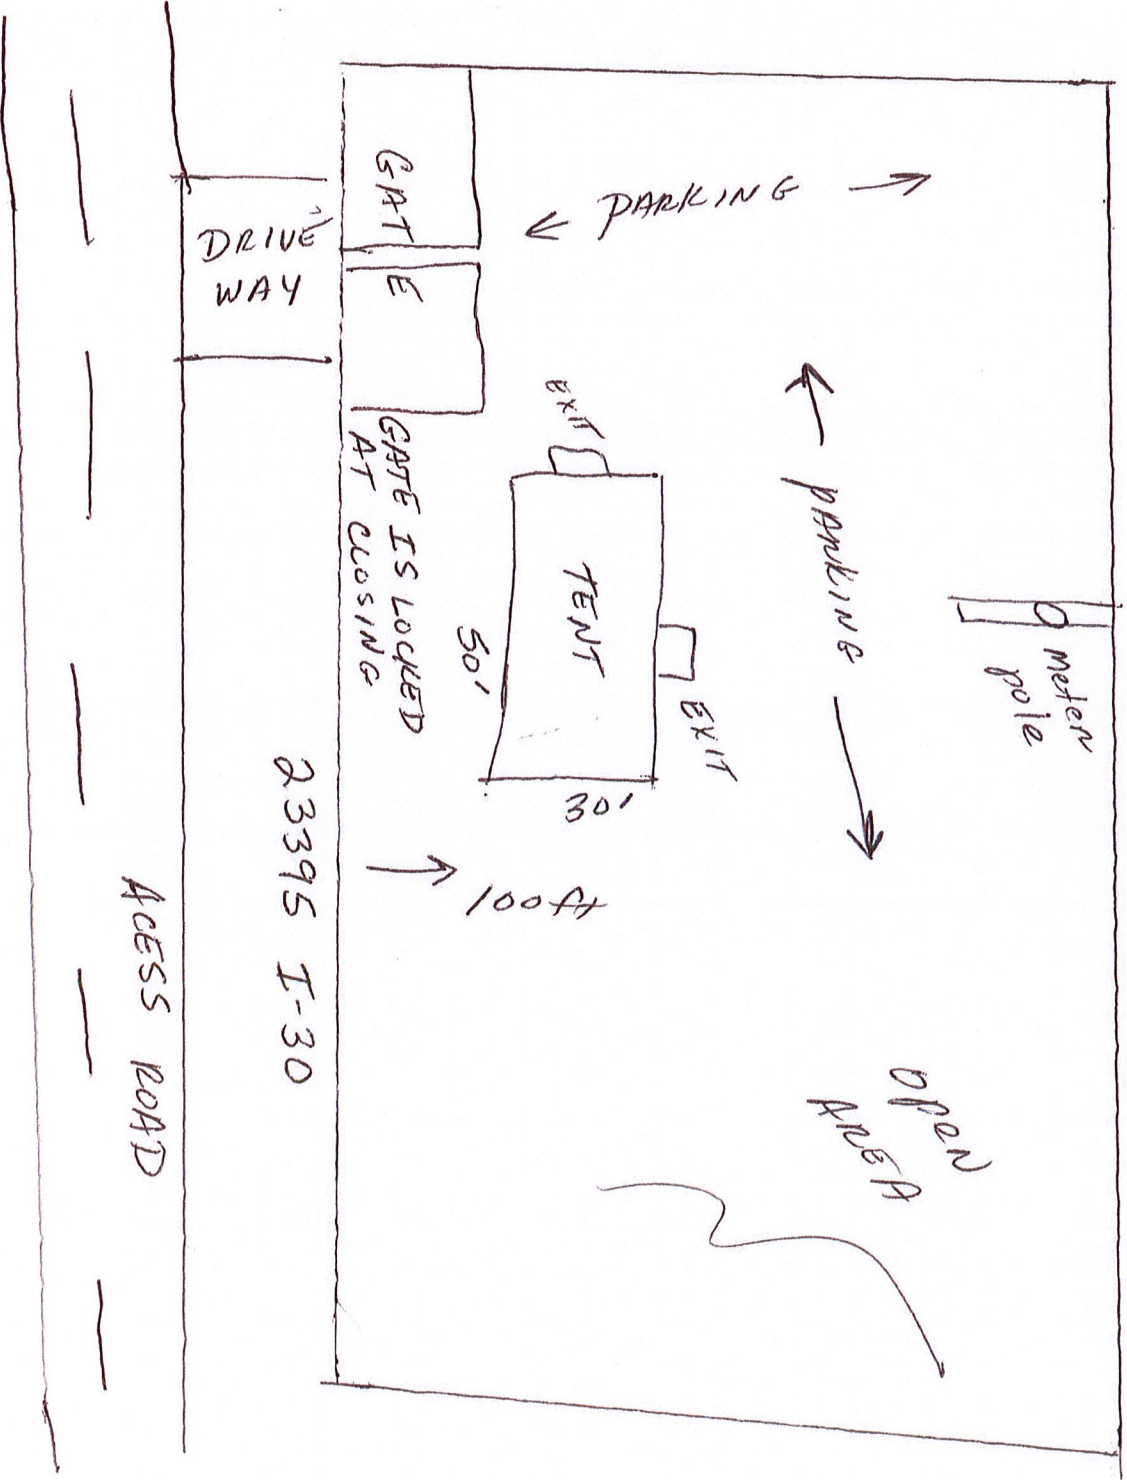 DRIVE
WAY
GATE
← PARKING →
EXIT
GATE IS LOCKED
AT CLOSING
TENT
50'
30'
EXIT
← PARKING →
Meter
pole
→ 100ft
23395 I-30
ACESS ROAD
OPEN
AREA